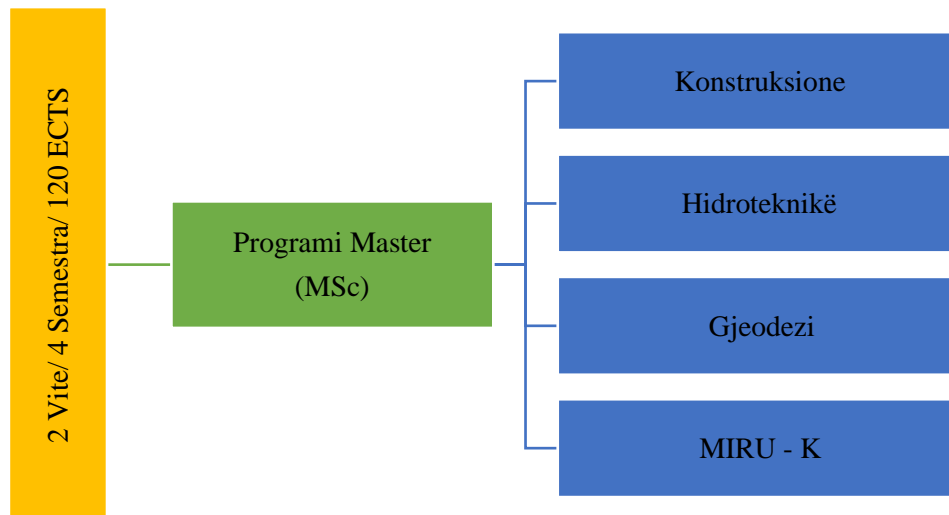 2 Vite/ 4 Semestra/ 120 ECTS
Programi Master
(MSc)
Konstruksione
Hidroteknikë
Gjeodezi
MIRU - K